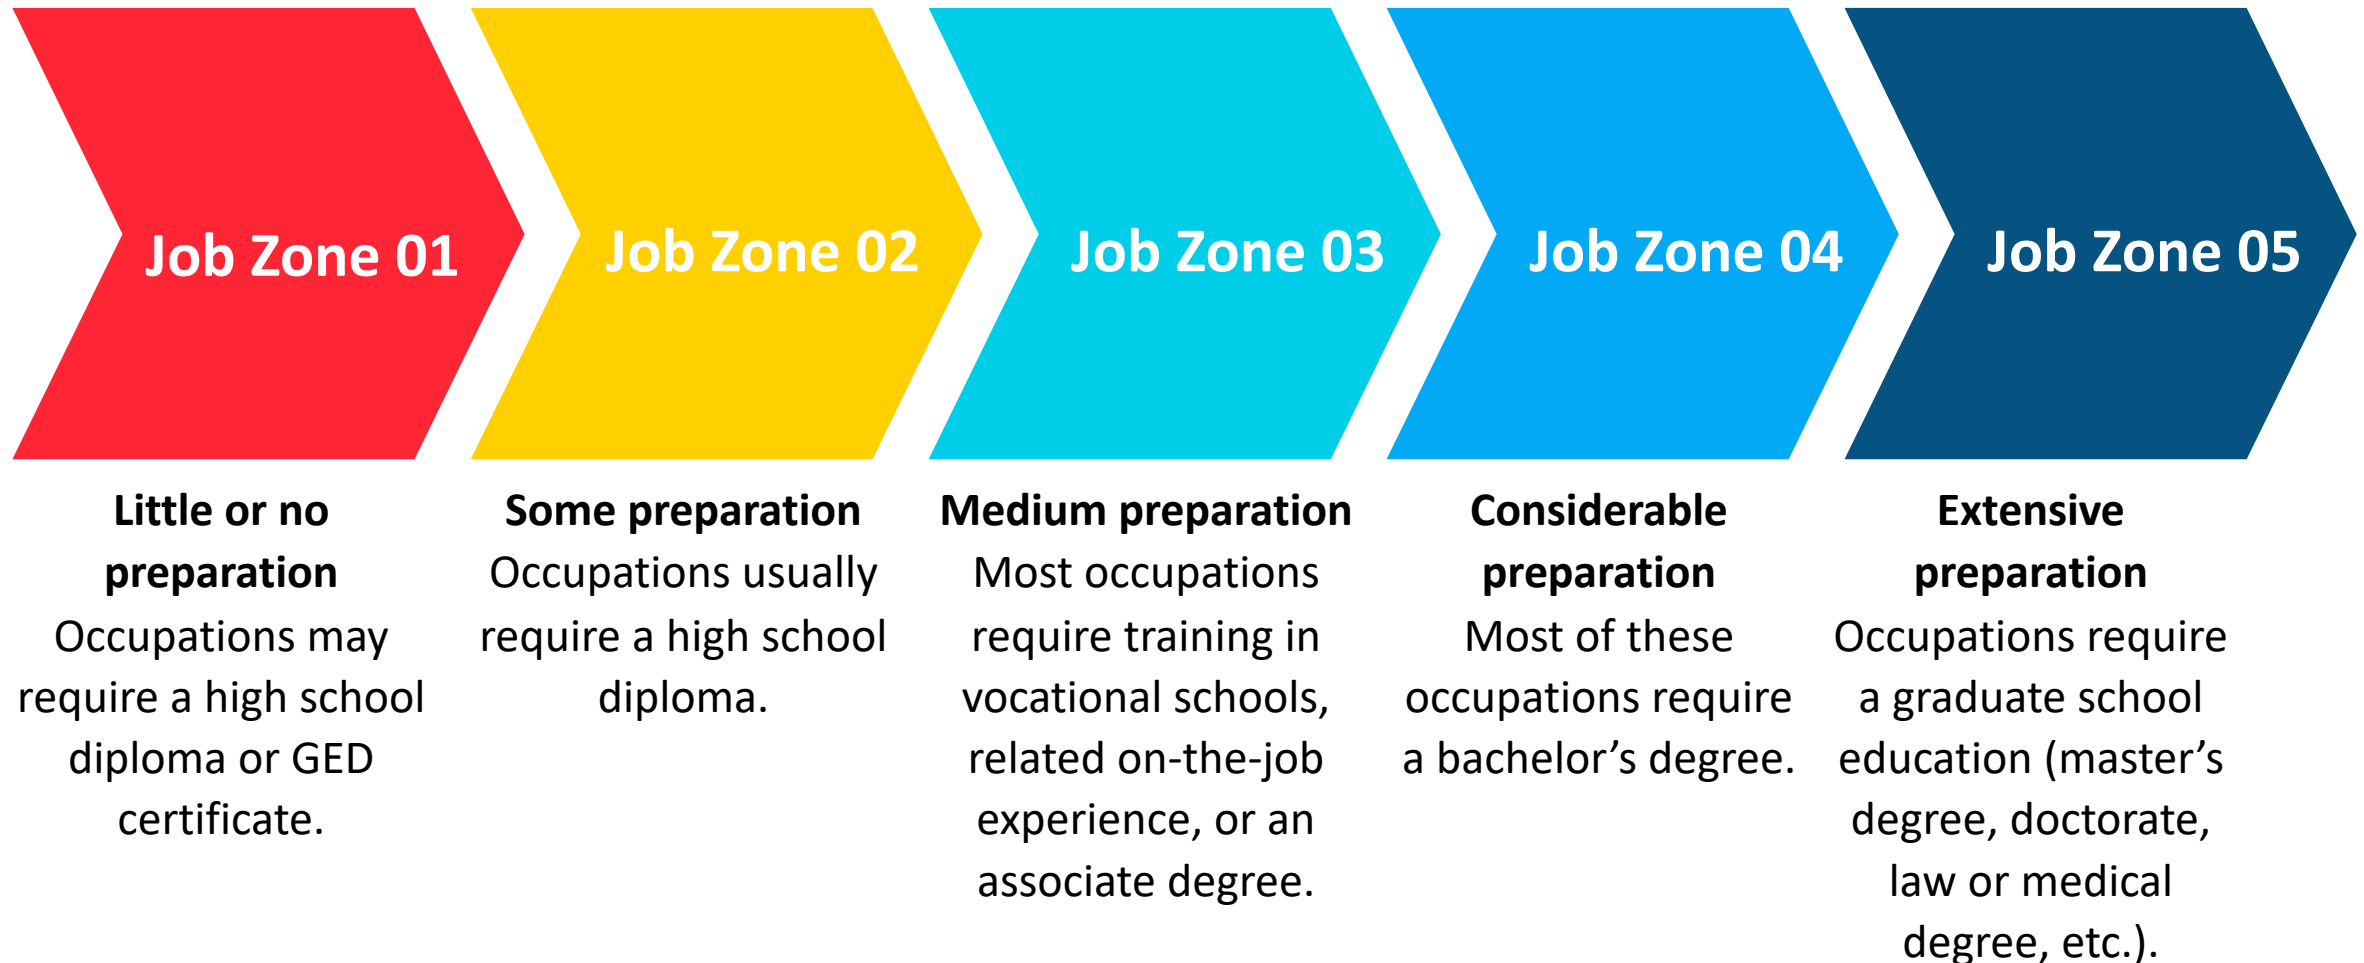 Job Zone 01
Job Zone 02
Job Zone 03
Job Zone 04
Job Zone 05
Little or no
preparation
Occupations may
require a high school
diploma or GED
certificate.
Some preparation
Occupations usually
require a high school
diploma.
Medium preparation
Most occupations
require training in
vocational schools,
related on-the-job
experience, or an
associate degree.
Considerable
preparation
Most of these
occupations require
a bachelor’s degree.
Extensive
preparation
Occupations require
a graduate school
education (master’s
degree, doctorate,
law or medical
degree, etc.).